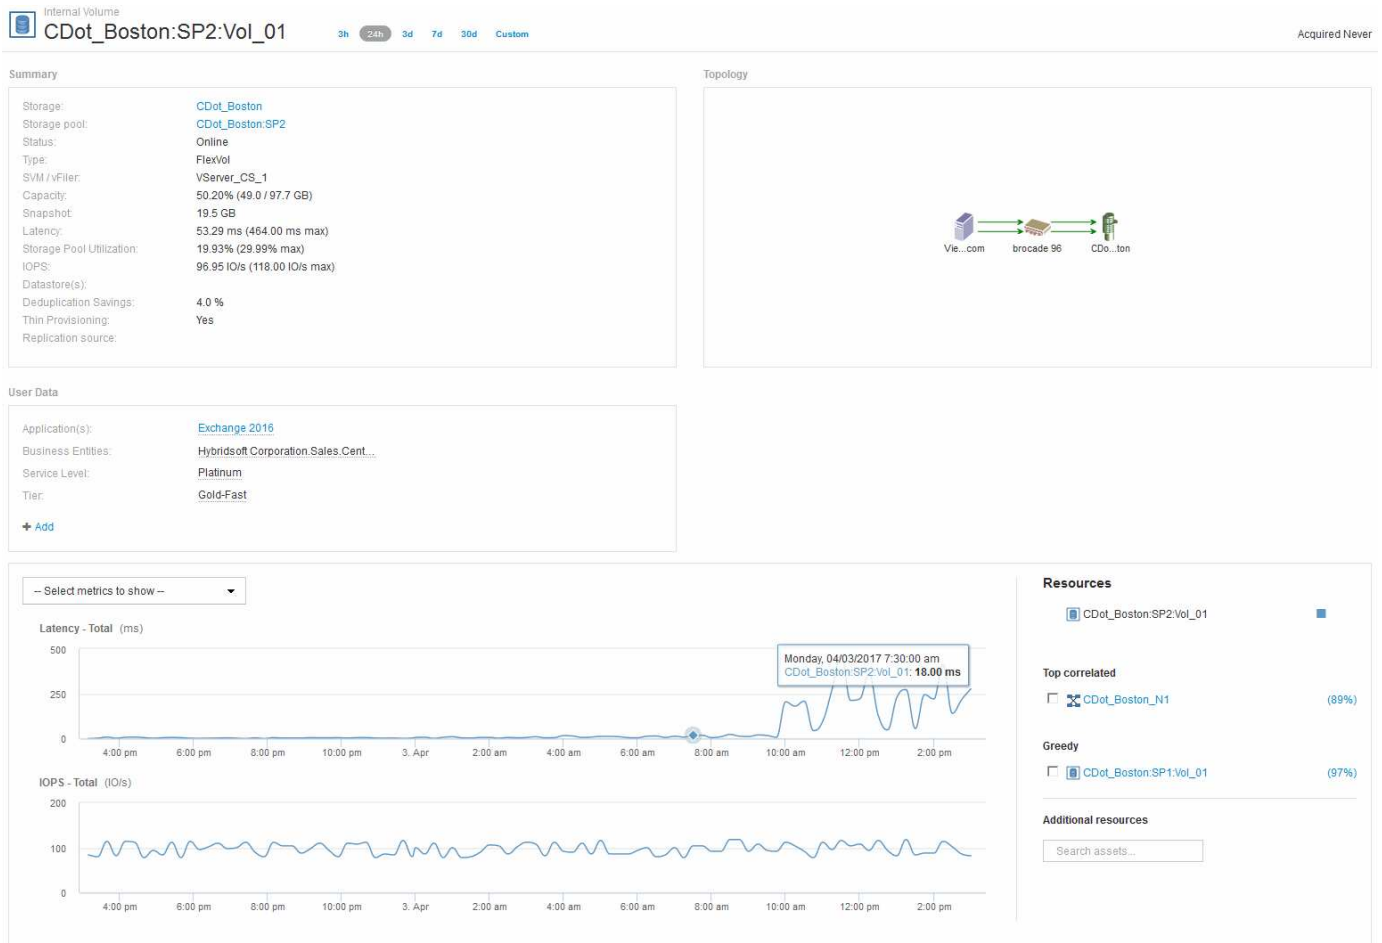 Internal Volume
CDot_Boston:SP2:Vol_01
3h 24h 3d 7d 30d Custom
Acquired Never
Summary
Storage: CDot_Boston
Storage pool: CDot_Boston:SP2
Status: Online
Type: FlexVol
SVM / vFiler: VServer_CS_1
Capacity: 50.20% (49.0 / 97.7 GB)
Snapshot: 19.5 GB
Latency: 53.29 ms (464.00 ms max)
Storage Pool Utilization: 19.93% (29.99% max)
IOPS: 96.95 IO/s (118.00 IO/s max)
Datastore(s):
Deduplication Savings: 4.0 %
Thin Provisioning: Yes
Replication source:
Topology
Vie...com brocade 96 CDo...ton
User Data
Application(s): Exchange 2016
Business Entities: Hybridsoft Corporation.Sales.Cent...
Service Level: Platinum
Tier: Gold-Fast
+ Add
-- Select metrics to show --
Latency - Total (ms)
500
250
0
Monday, 04/03/2017 7:30:00 am
CDot_Boston:SP2:Vol_01: 18.00 ms
4:00 pm 6:00 pm 8:00 pm 10:00 pm 3. Apr 2:00 am 4:00 am 6:00 am 8:00 am 10:00 am 12:00 pm 2:00 pm
IOPS - Total (IO/s)
200
100
0
4:00 pm 6:00 pm 8:00 pm 10:00 pm 3. Apr 2:00 am 4:00 am 6:00 am 8:00 am 10:00 am 12:00 pm 2:00 pm
Resources
CDot_Boston:SP2:Vol_01
Top correlated
CDot_Boston_N1 (89%)
Greedy
CDot_Boston:SP1:Vol_01 (97%)
Additional resources
Search assets...